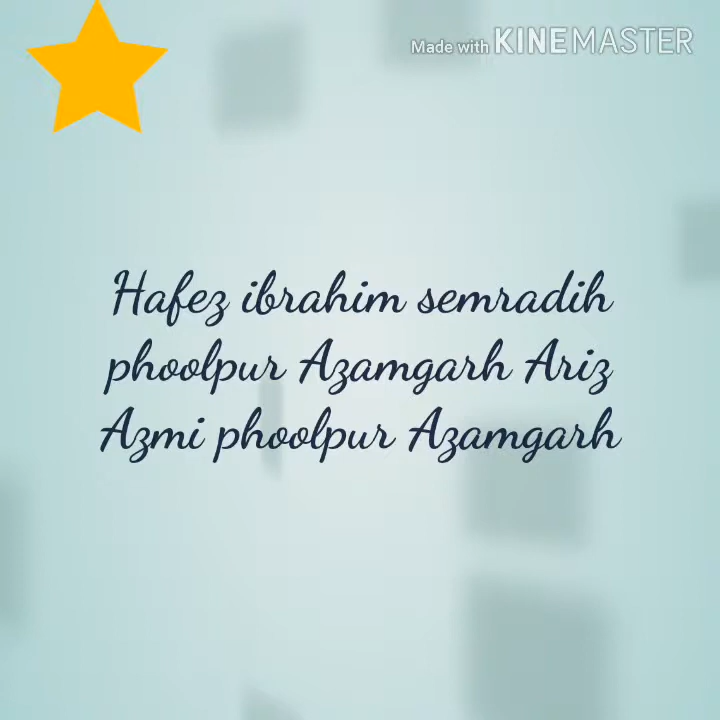 Made with KINEMASTER
Hafez ibrahim semradih
phoolpur Azamgarh Ariz
Azmi phoolpur Azamgarh